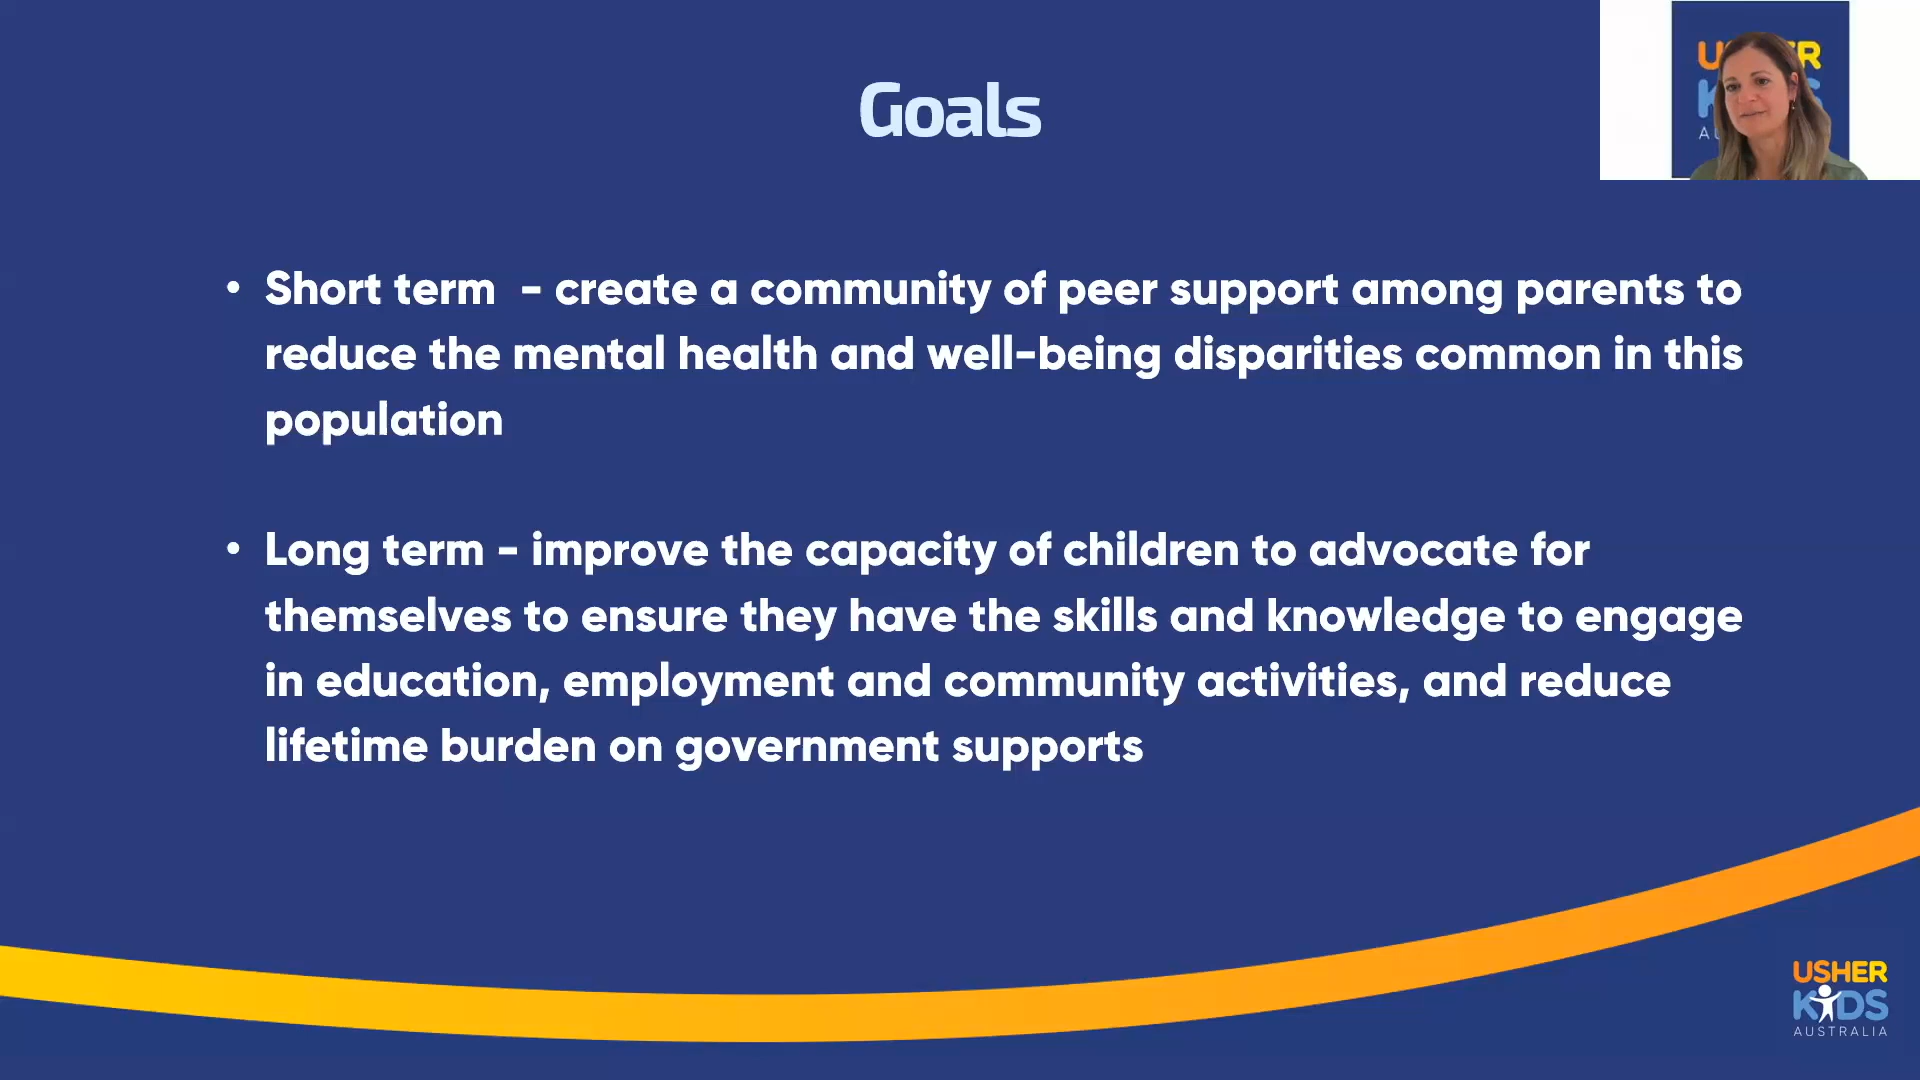 Goals
• Short term - create a community of peer support among parents to
reduce the mental health and well-being disparities common in this
population
• Long term - improve the capacity of children to advocate for
themselves to ensure they have the skills and knowledge to engage
in education, employment and community activities, and reduce
lifetime burden on government supports
USHER
KIDS
AUSTRALIA